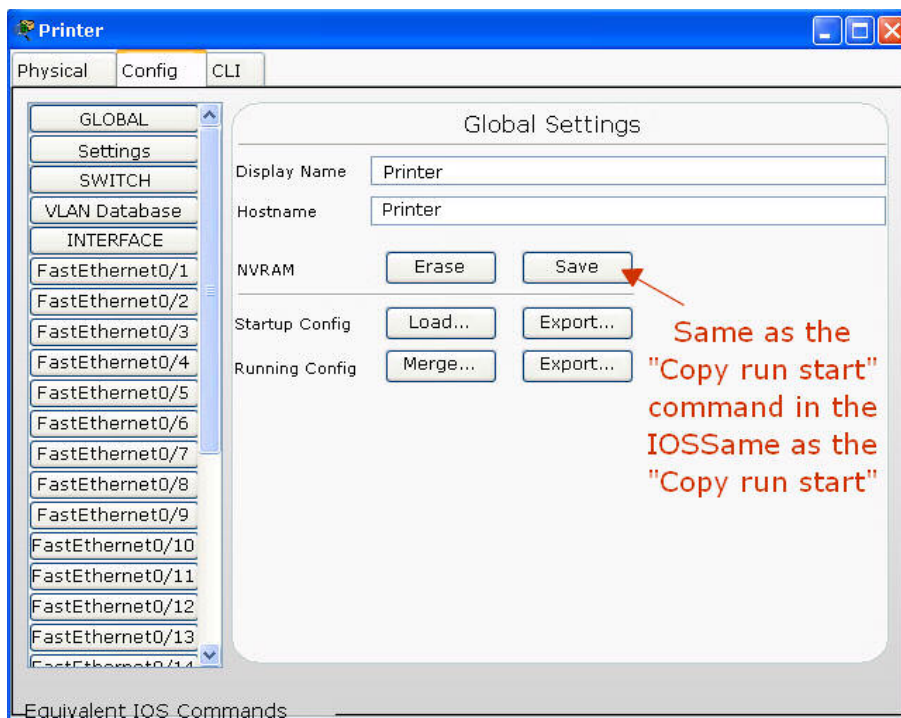 Printer
Physical Config CLI
GLOBAL
Settings
SWITCH
VLAN Database
INTERFACE
FastEthernet0/1
FastEthernet0/2
FastEthernet0/3
FastEthernet0/4
FastEthernet0/5
FastEthernet0/6
FastEthernet0/7
FastEthernet0/8
FastEthernet0/9
FastEthernet0/10
FastEthernet0/11
FastEthernet0/12
FastEthernet0/13
FastEthernet0/14
Global Settings
Display Name Printer
Hostname Printer
NVRAM Erase Save
Startup Config Load... Export...
Running Config Merge... Export...
Same as the
"Copy run start"
command in the
IOSSame as the
"Copy run start"
Equivalent IOS Commands